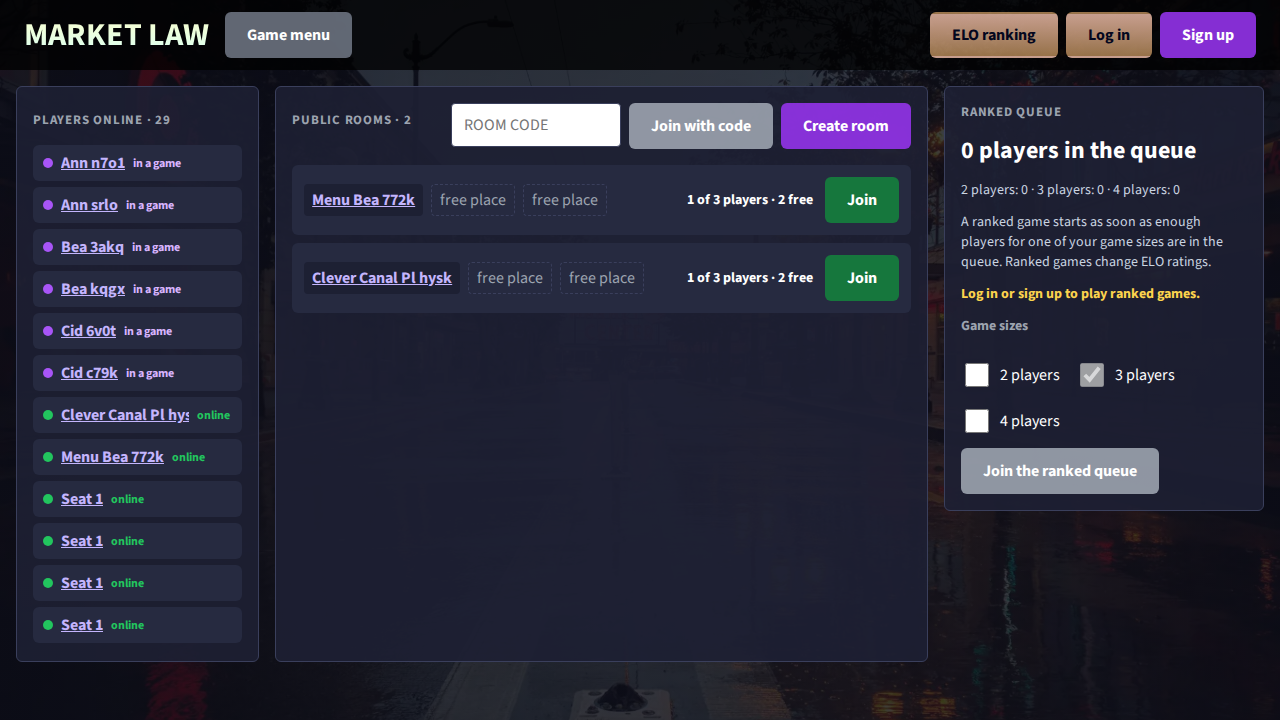 MARKET LAW
Game menu
ELO ranking
Log in
Sign up
PLAYERS ONLINE · 29
Ann n7o1 in a game
Ann srlo in a game
Bea 3akq in a game
Bea kqgx in a game
Cid 6v0t in a game
Cid c79k in a game
Clever Canal Pl hys online
Menu Bea 772k online
Seat 1 online
Seat 1 online
Seat 1 online
Seat 1 online
PUBLIC ROOMS · 2
ROOM CODE
Join with code
Create room
Menu Bea 772k free place free place 1 of 3 players · 2 free Join
Clever Canal Pl hysk free place free place 1 of 3 players · 2 free Join
RANKED QUEUE
0 players in the queue
2 players: 0 · 3 players: 0 · 4 players: 0
A ranked game starts as soon as enough
players for one of your game sizes are in the
queue. Ranked games change ELO ratings.
Log in or sign up to play ranked games.
Game sizes
2 players 3 players
4 players
Join the ranked queue